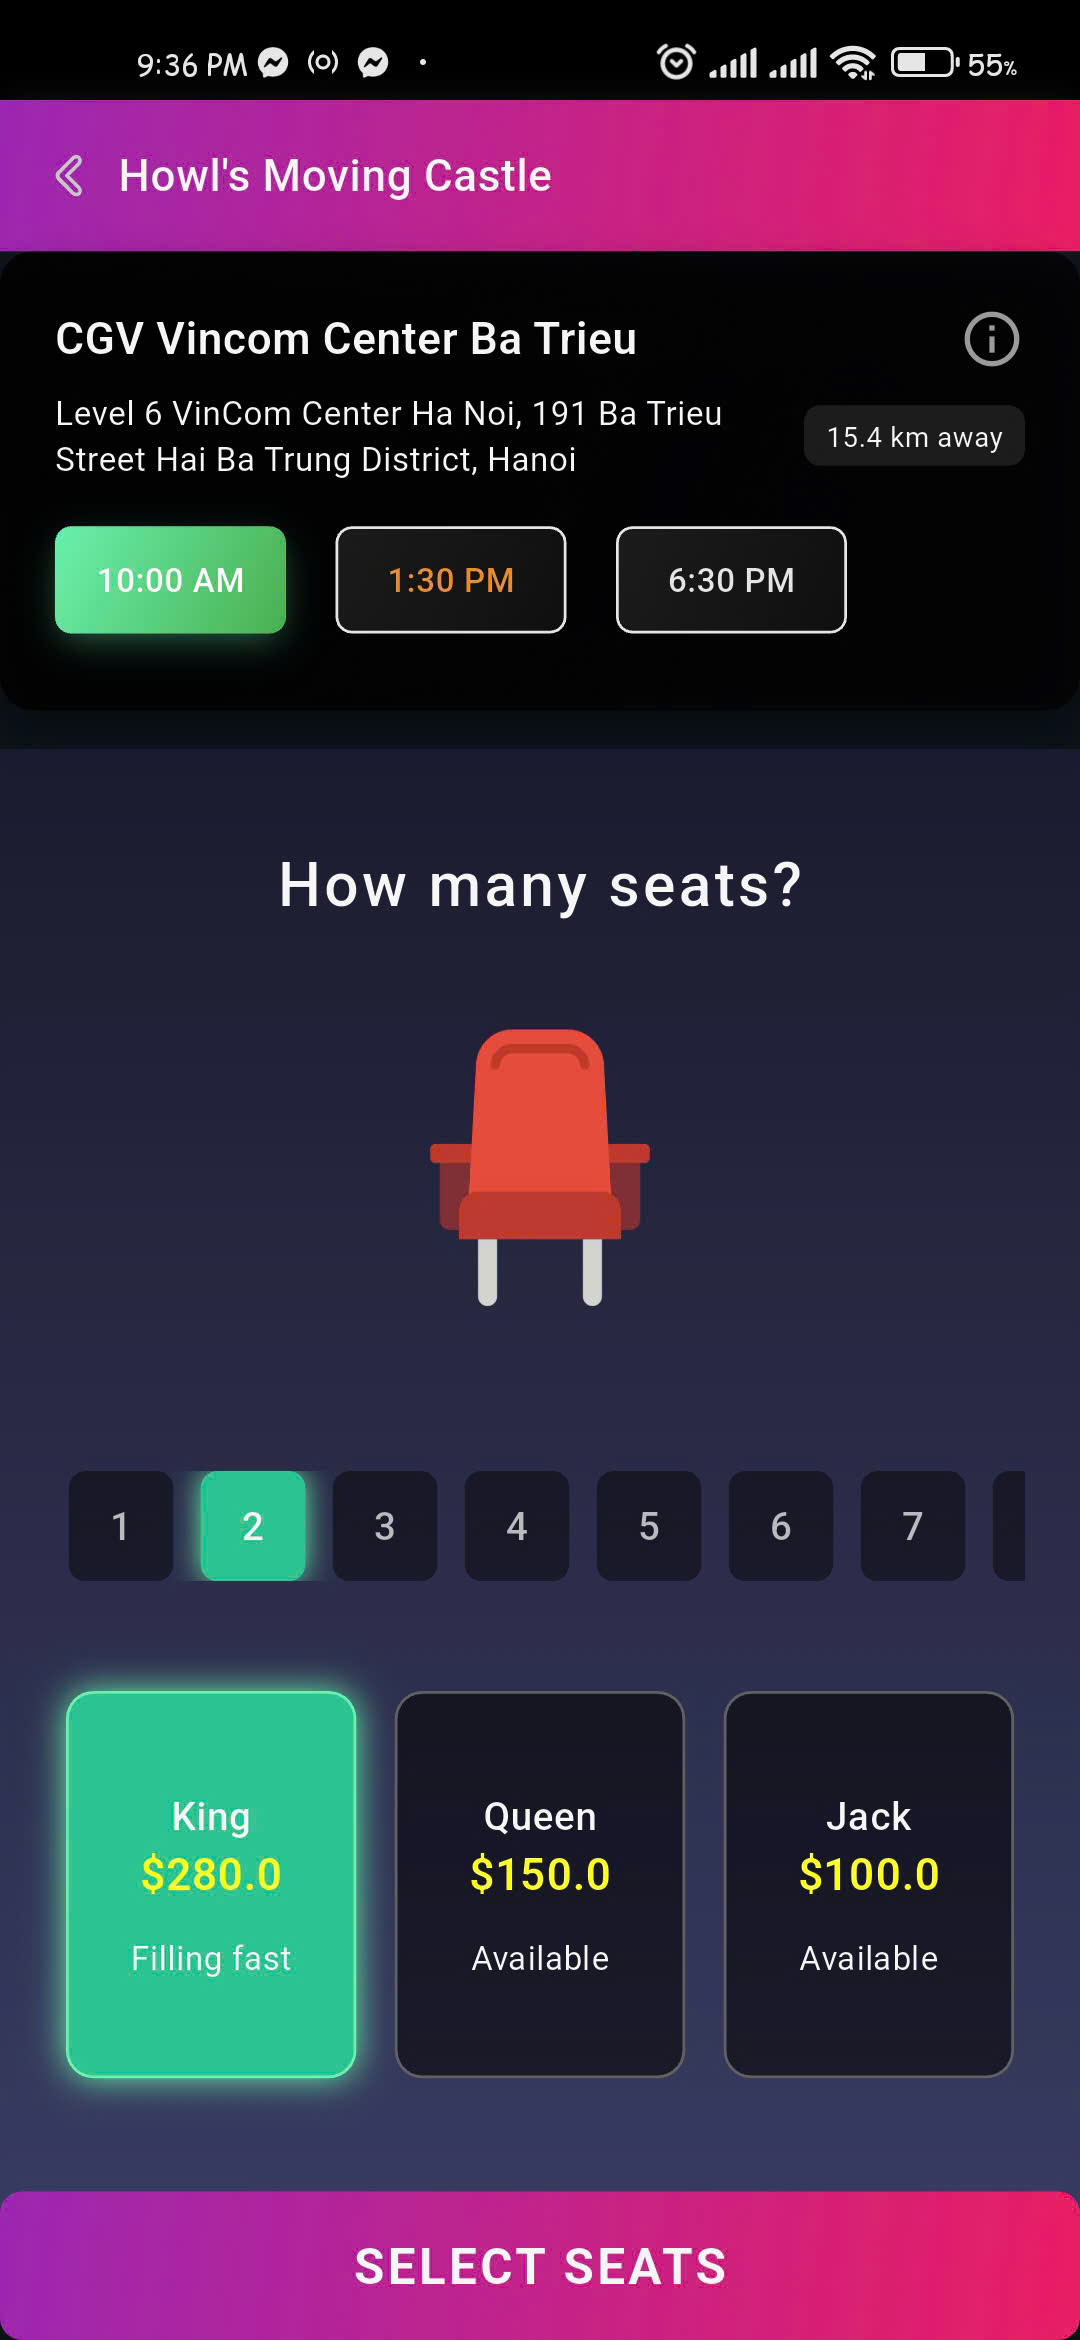 9:36 PM
55%
Howl's Moving Castle
CGV Vincom Center Ba Trieu
Level 6 VinCom Center Ha Noi, 191 Ba Trieu
Street Hai Ba Trung District, Hanoi
15.4 km away
10:00 AM
1:30 PM
6:30 PM
How many seats?
1
2
3
4
5
6
7
King
$280.0
Filling fast
Queen
$150.0
Available
Jack
$100.0
Available
SELECT SEATS